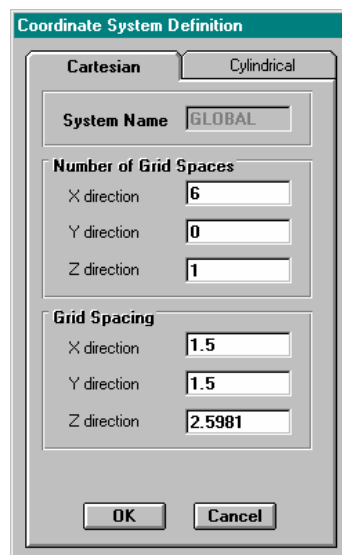 Coordinate System Definition
Cartesian Cylindrical
System Name GLOBAL
Number of Grid Spaces
X direction 6
Y direction 0
Z direction 1
Grid Spacing
X direction 1.5
Y direction 1.5
Z direction 2.5981
OK Cancel